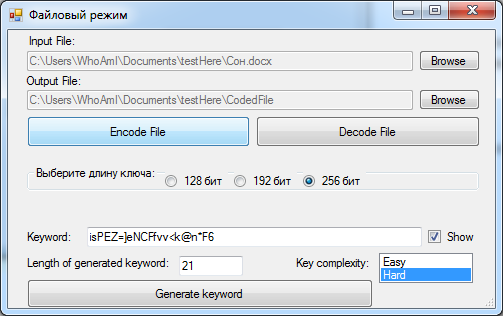 Файловый режим
Input File:
C:\Users\WhoAmI\Documents\testHere\Сон.docx Browse
Output File:
C:\Users\WhoAmI\Documents\testHere\CodedFile Browse
Encode File Decode File
Выберите длину ключа: 128 бит 192 бит 256 бит
Keyword: isPEZ=]eNCFfvv<k@n*F6 Show
Length of generated keyword: 21 Key complexity: Easy
Hard
Generate keyword